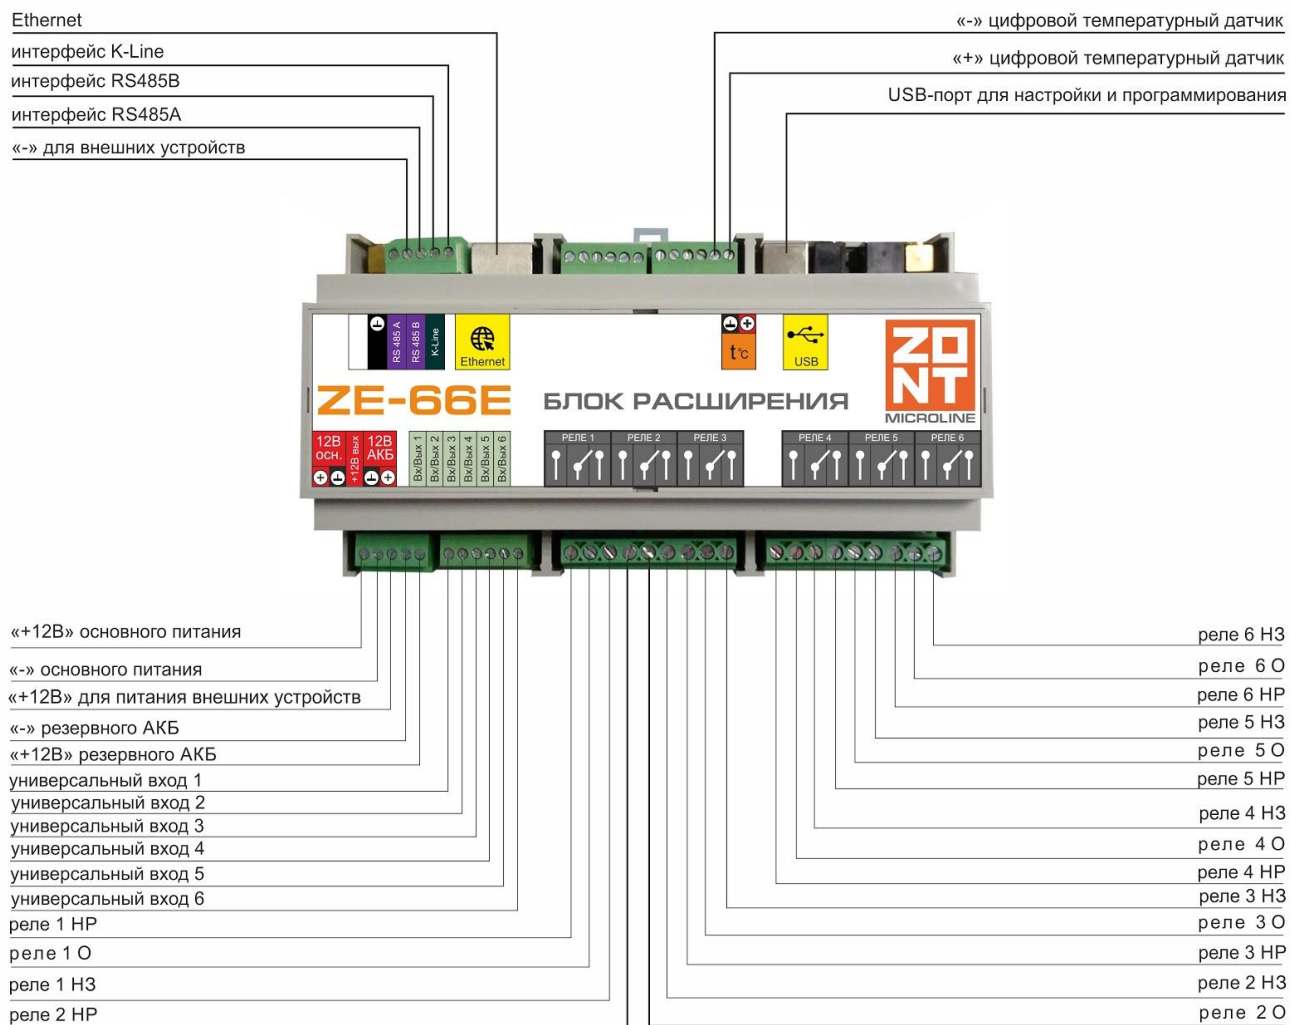 Ethernet
интерфейс K-Line
интерфейс RS485B
интерфейс RS485A
«-» для внешних устройств
«-» цифровой температурный датчик
«+» цифровой температурный датчик
USB-порт для настройки и программирования
RS 485 A
RS 485 B
K-Line
Ethernet
t°C
USB
ZONT
MICROLINE
ZE-66E
БЛОК РАСШИРЕНИЯ
12В осн.
+12В вых
12В АКБ
Вх/Вых 1
Вх/Вых 2
Вх/Вых 3
Вх/Вых 4
Вх/Вых 5
Вх/Вых 6
РЕЛЕ 1
РЕЛЕ 2
РЕЛЕ 3
РЕЛЕ 4
РЕЛЕ 5
РЕЛЕ 6
«+12В» основного питания
«-» основного питания
«+12В» для питания внешних устройств
«-» резервного АКБ
«+12В» резервного АКБ
универсальный вход 1
универсальный вход 2
универсальный вход 3
универсальный вход 4
универсальный вход 5
универсальный вход 6
реле 1 НР
реле 1 О
реле 1 НЗ
реле 2 НР
реле 6 НЗ
реле 6 О
реле 6 НР
реле 5 НЗ
реле 5 О
реле 5 НР
реле 4 НЗ
реле 4 О
реле 4 НР
реле 3 НЗ
реле 3 О
реле 3 НР
реле 2 НЗ
реле 2 О